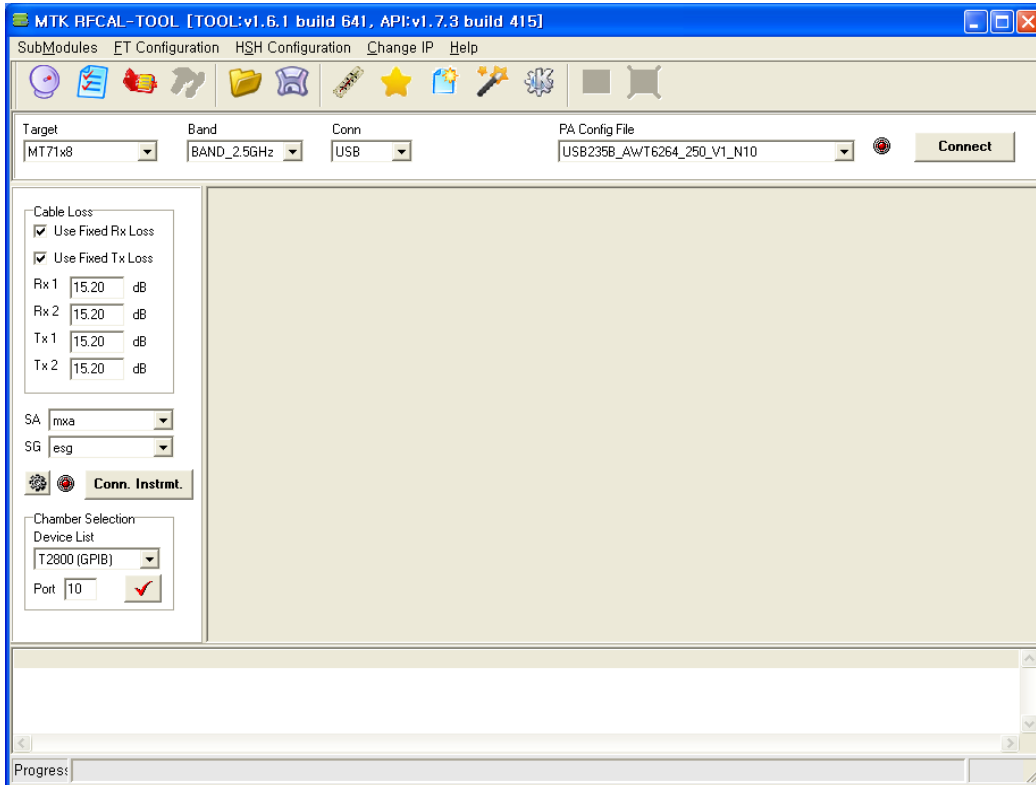 MTK RFCAL-TOOL [TOOL:v1.6.1 build 641, API:v1.7.3 build 415]
SubModules FT Configuration HSH Configuration Change IP Help
Target Band Conn PA Config File
MT71x8 BAND_2.5GHz USB USB235B_AWT6264_250_V1_N10 Connect
Cable Loss
Use Fixed Rx Loss
Use Fixed Tx Loss
Rx 1 15.20 dB
Rx 2 15.20 dB
Tx 1 15.20 dB
Tx 2 15.20 dB
SA mxa
SG esg
Conn. Instrmt.
Chamber Selection
Device List
T2800 (GPIB)
Port 10
Progress